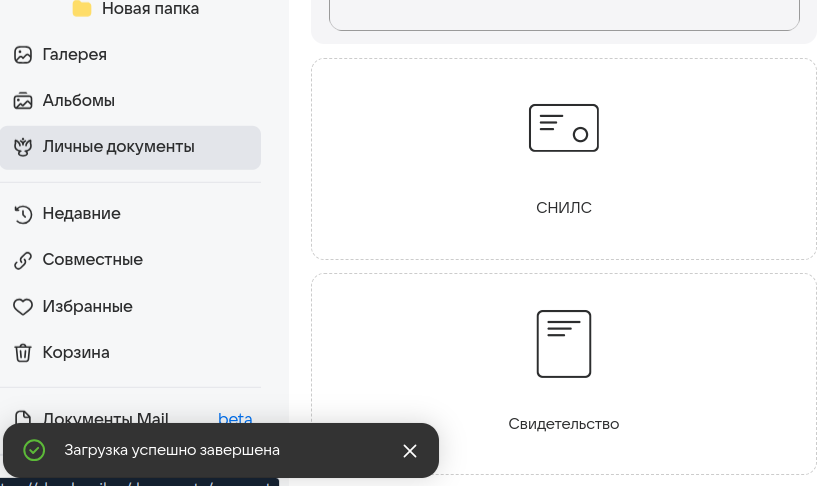 Новая папка
Галерея
Альбомы
Личные документы
Недавние
Совместные
Избранные
Корзина
Документы Mail beta
Загрузка успешно завершена
СНИЛС
Свидетельство